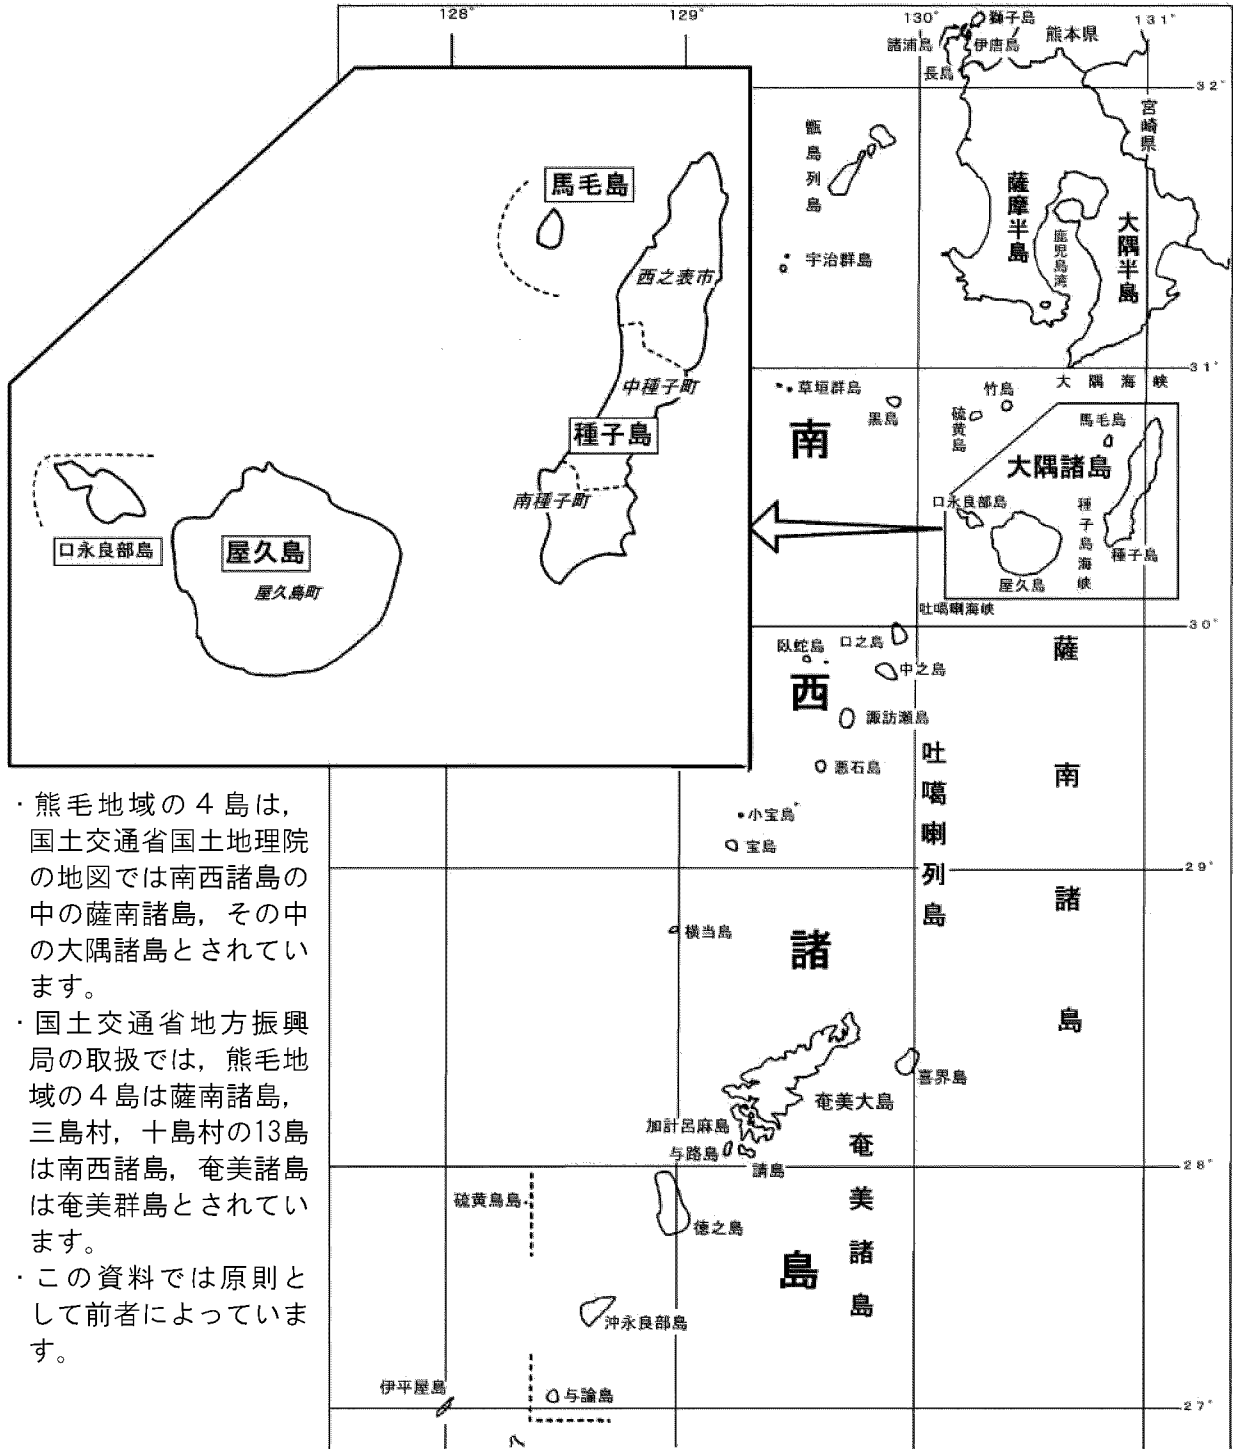 128°
129°
130°
131°
獅子島
諸浦島
伊唐島
熊本県
長島
32°
宮崎県
甑島列島
薩摩半島
大隅半島
鹿児島湾
宇治群島
31°
大隅海峡
草垣群島
黒島
竹島
硫黄島
馬毛島
大隅諸島
口永良部島
種子島海峡
種子島
屋久島
吐噶喇海峡
30°
馬毛島
西之表市
中種子町
種子島
南種子町
口永良部島
屋久島
屋久島町
臥蛇島
口之島
中之島
諏訪瀬島
悪石島
小宝島
宝島
吐噶喇列島
薩南諸島
29°
横当島
南西諸島
奄美大島
喜界島
加計呂麻島
与路島
請島
28°
奄美諸島
硫黄鳥島
徳之島
沖永良部島
伊平屋島
与論島
27°
・熊毛地域の4島は，
国土交通省国土地理院
の地図では南西諸島の
中の薩南諸島，その中
の大隅諸島とされてい
ます。
・国土交通省地方振興
局の取扱では，熊毛地
域の4島は薩南諸島，
三島村，十島村の13島
は南西諸島，奄美諸島
は奄美群島とされてい
ます。
・この資料では原則と
して前者によっていま
す。